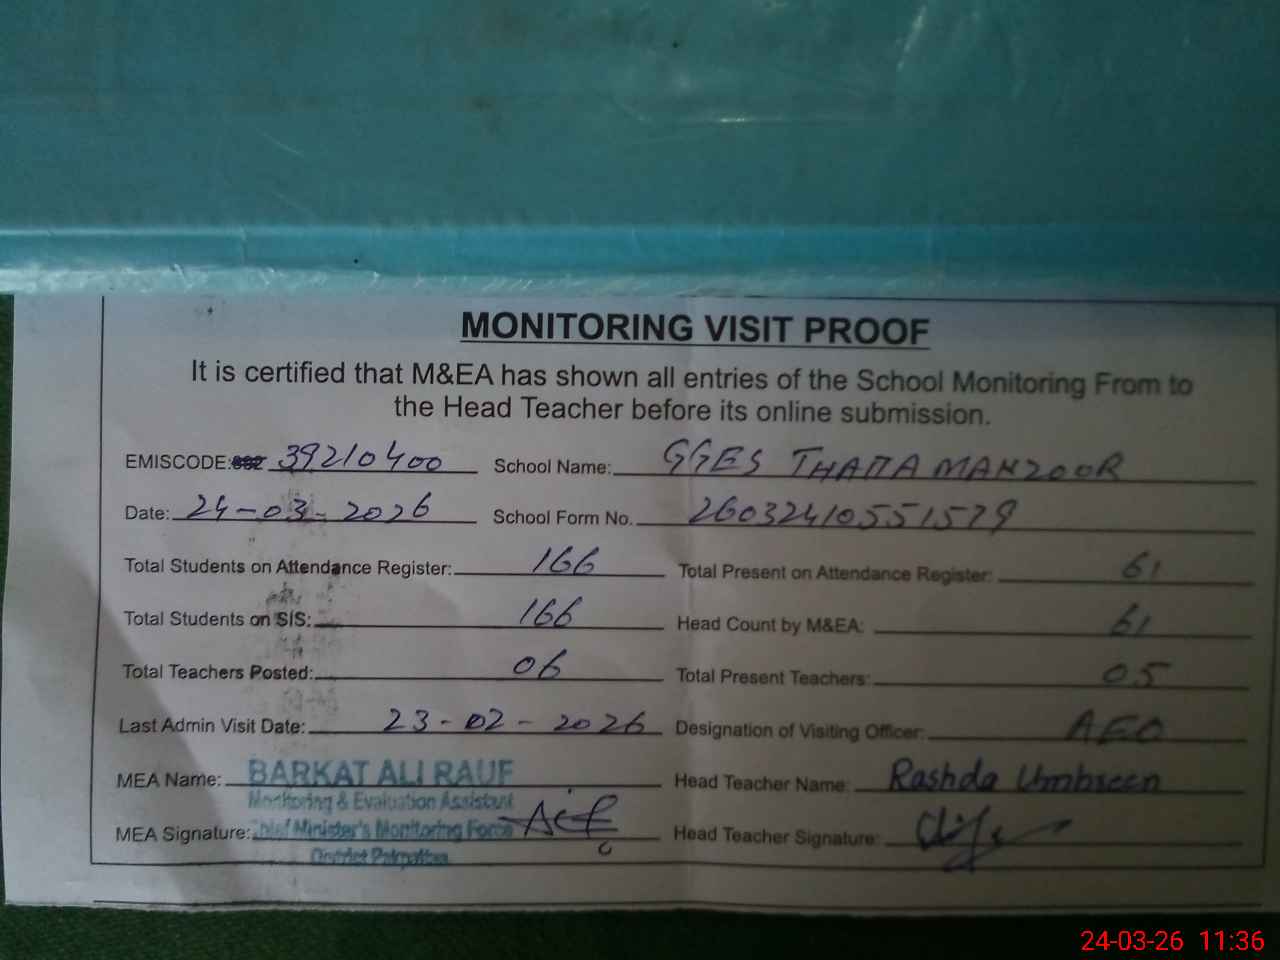 MONITORING VISIT PROOF
It is certified that M&EA has shown all entries of the School Monitoring From to
the Head Teacher before its online submission.
EMISCODE: 39210400 School Name: GGES THATTA MANZOOR
Date: 24-03-2026 School Form No. 26032410551579
Total Students on Attendance Register: 166 Total Present on Attendance Register: 61
Total Students on SIS: 166 Head Count by M&EA: 61
Total Teachers Posted: 06 Total Present Teachers: 05
Last Admin Visit Date: 23-02-2026 Designation of Visiting Officer: AEO
MEA Name: BARKAT ALI RAUF Head Teacher Name: Rashda Umbreen
Monitoring & Evaluation Assistant
MEA Signature: Chief Minister's Monitoring Force Head Teacher Signature:
District Pakpattan
24-03-26 11:36